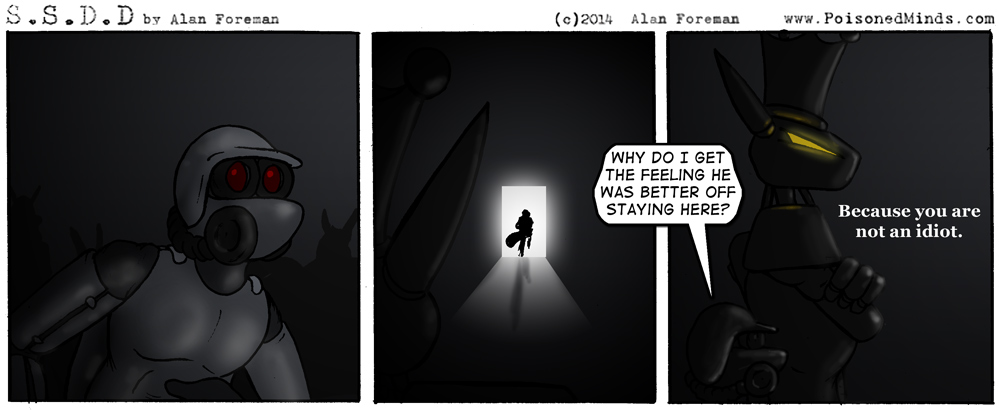 S.S.D.D by Alan Foreman (c)2014 Alan Foreman www.PoisonedMinds.com
WHY DO I GET
THE FEELING HE
WAS BETTER OFF
STAYING HERE?
Because you are
not an idiot.